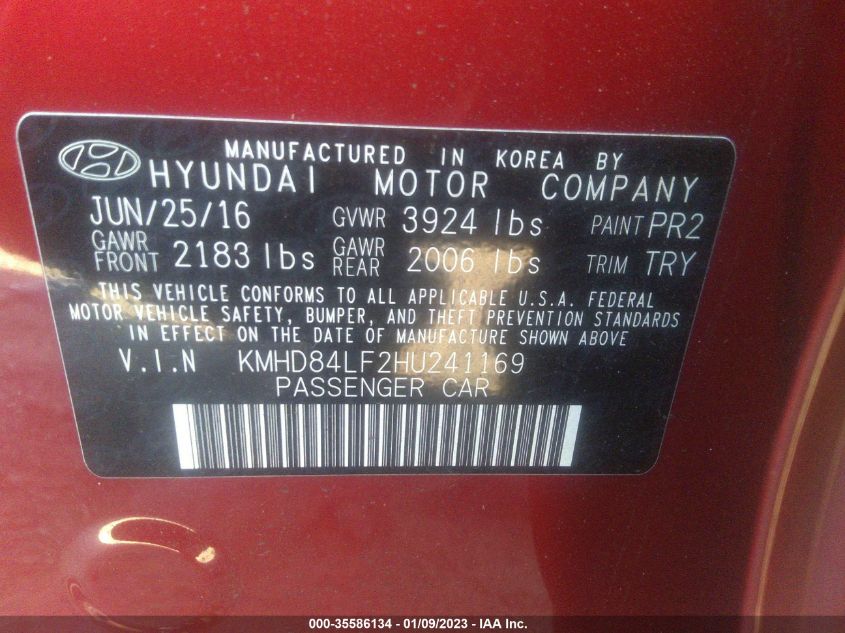 MANUFACTURED IN KOREA BY
HYUNDAI MOTOR COMPANY
JUN/25/16 GVWR 3924 lbs PAINT PR2
GAWR FRONT 2183 lbs GAWR REAR 2006 lbs TRIM TRY
THIS VEHICLE CONFORMS TO ALL APPLICABLE U.S.A. FEDERAL
MOTOR VEHICLE SAFETY, BUMPER, AND THEFT PREVENTION STANDARDS
IN EFFECT ON THE DATE OF MANUFACTURE SHOWN ABOVE
V.I.N KMHD84LF2HU241169
PASSENGER CAR
000-35586134 - 01/09/2023 - IAA Inc.